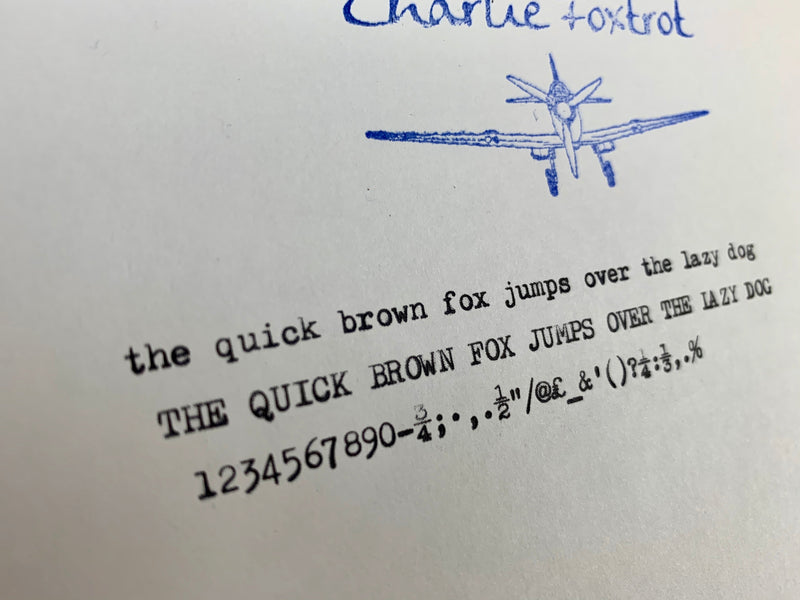 Charlie foxtrot
the quick brown fox jumps over the lazy dog
THE QUICK BROWN FOX JUMPS OVER THE LAZY DOG
1234567890-¾;·,.½"/@£_&'()?¼:⅓,.%